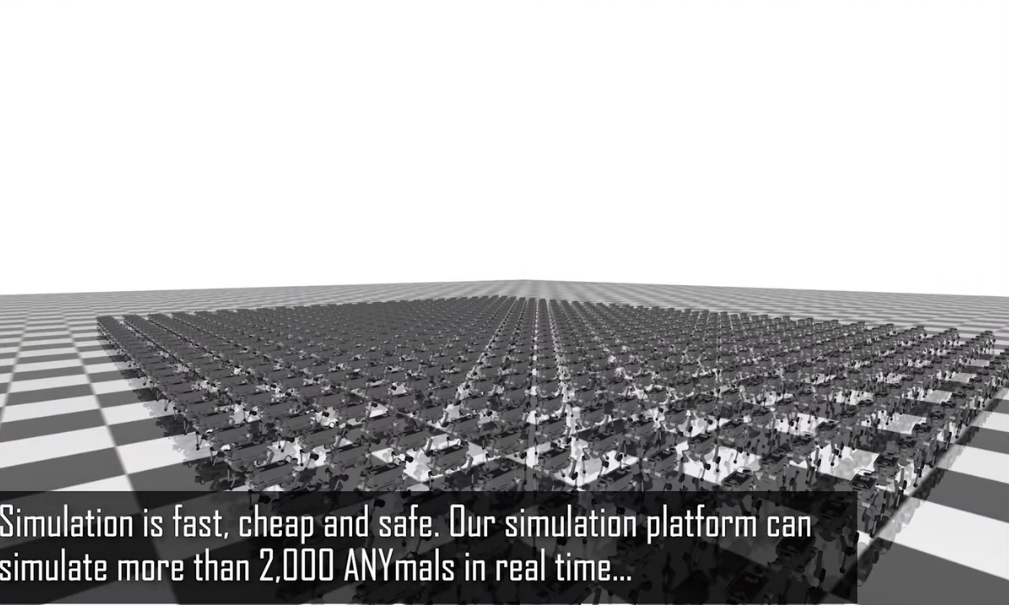 Simulation is fast, cheap and safe. Our simulation platform can
simulate more than 2,000 ANYmals in real time...